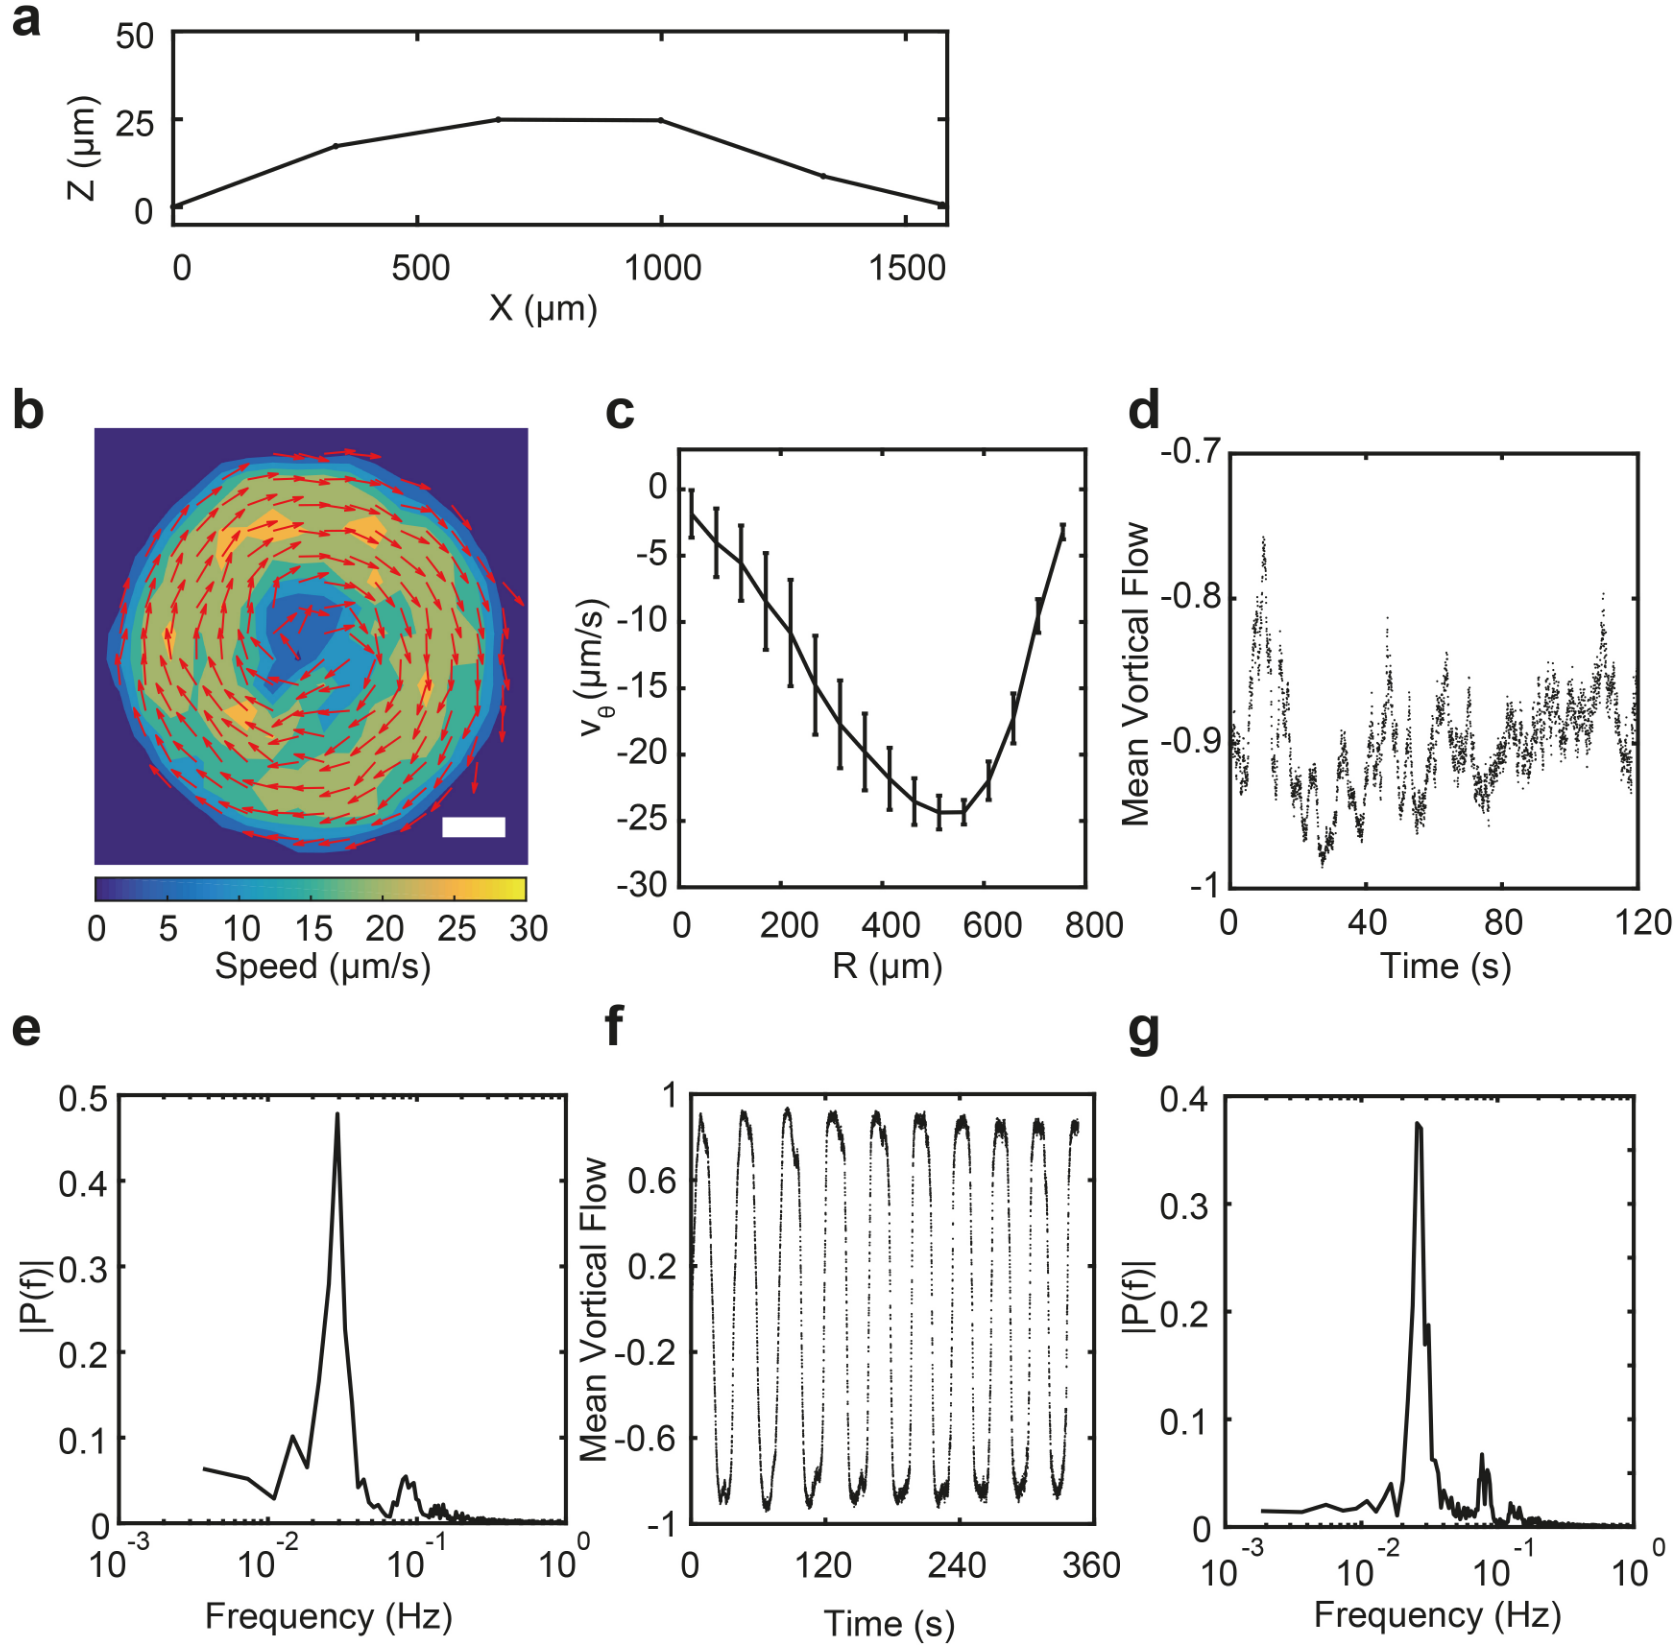 a
50
25
0
Z (µm)
0 500 1000 1500
X (µm)
b
0 5 10 15 20 25 30
Speed (µm/s)
c
0
-5
-10
-15
-20
-25
-30
vθ (µm/s)
0 200 400 600 800
R (µm)
d
-0.7
-0.8
-0.9
-1
Mean Vortical Flow
0 40 80 120
Time (s)
e
0.5
0.4
0.3
0.2
0.1
0
|P(f)|
10-3 10-2 10-1 100
Frequency (Hz)
f
1
0.6
0.2
-0.2
-0.6
-1
Mean Vortical Flow
0 120 240 360
Time (s)
g
0.4
0.3
0.2
0.1
0
|P(f)|
10-3 10-2 10-1 100
Frequency (Hz)